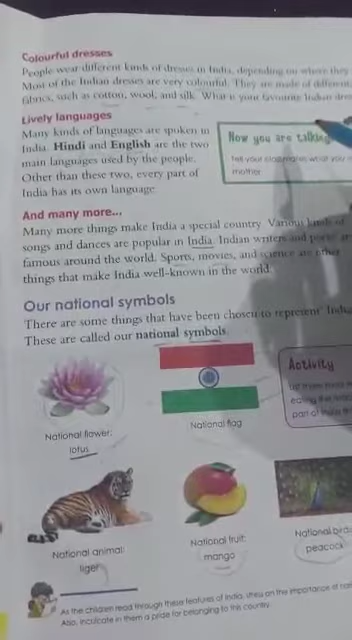 Colourful dresses
People wear different kinds of dresses in India, depending on where they
Most of the Indian dresses are very colourful. They are made of different
fabrics, such as cotton, wool, and silk. What is your favourite Indian
Lively languages
Many kinds of languages are spoken in
India. Hindi and English are the two
main languages used by the people.
Other than these two, every part of
India has its own language.
Now you are talking
Tell your classmates what you
mother
And many more...
Many more things make India a special country. Various kinds of
songs and dances are popular in India. Indian writers and poets are
famous around the world. Sports, movies, and science are other
things that make India well-known in the world.
Our national symbols
There are some things that have been chosen to represent India.
These are called our national symbols.
Activity
part of India
National flower:
lotus
National flag
National animal:
tiger
National fruit:
mango
National bird:
peacock
As the children read through these features of India, stress on the importance of
Also, inculcate in them a pride for belonging to this country.